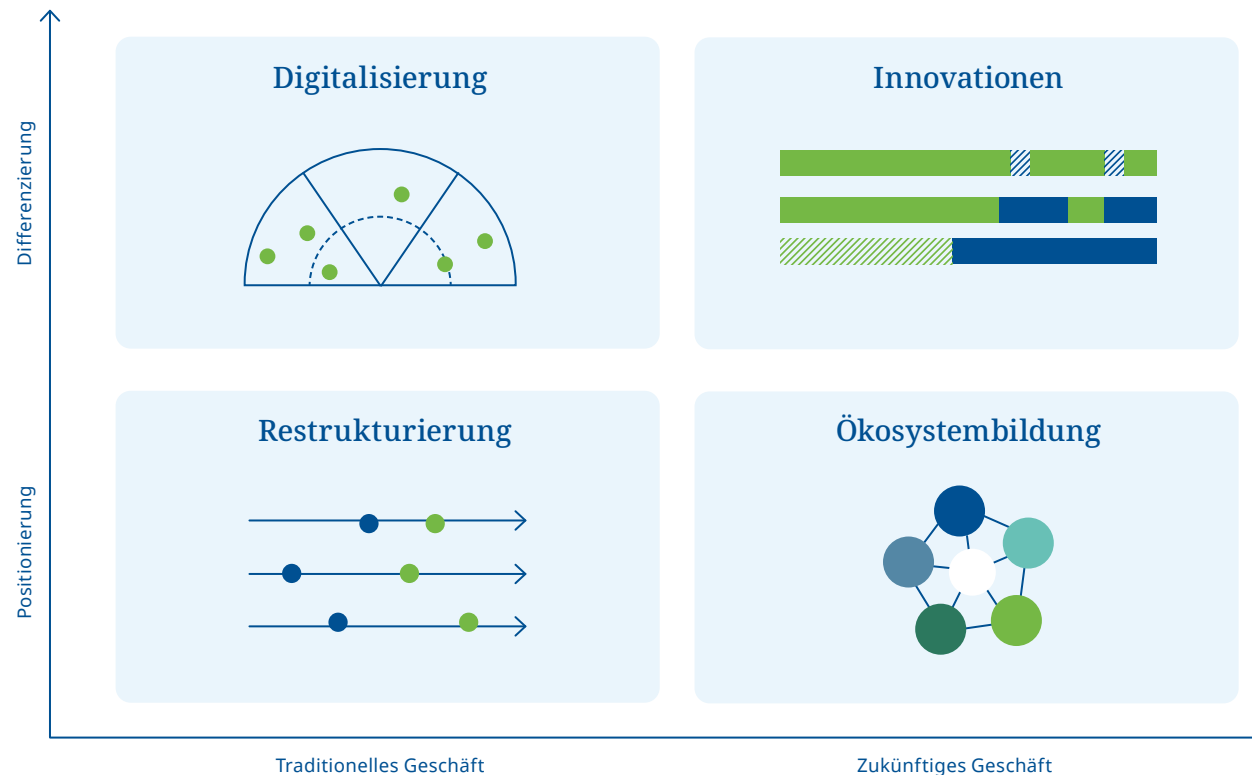 Differenzierung
Digitalisierung
Innovationen
Positionierung
Restrukturierung
Ökosystembildung
Traditionelles Geschäft
Zukünftiges Geschäft